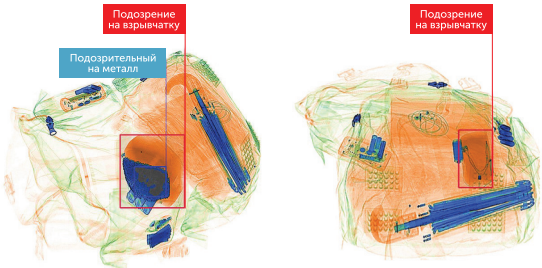 Подозрение
на взрывчатку
Подозрительный
на металл
Подозрение
на взрывчатку